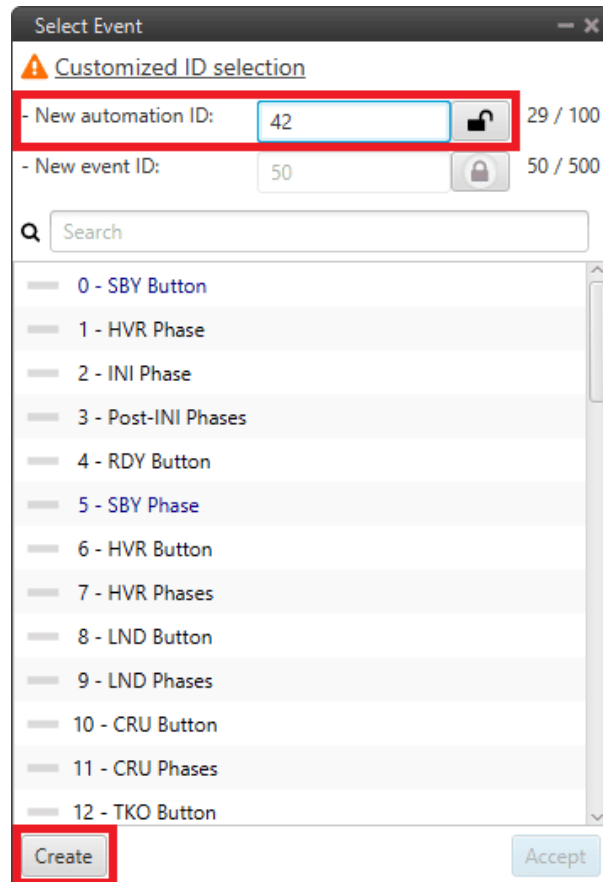 Select Event
Customized ID selection
- New automation ID: 42 29 / 100
- New event ID: 50 50 / 500
Search
0 - SBY Button
1 - HVR Phase
2 - INI Phase
3 - Post-INI Phases
4 - RDY Button
5 - SBY Phase
6 - HVR Button
7 - HVR Phases
8 - LND Button
9 - LND Phases
10 - CRU Button
11 - CRU Phases
12 - TKO Button
Create Accept